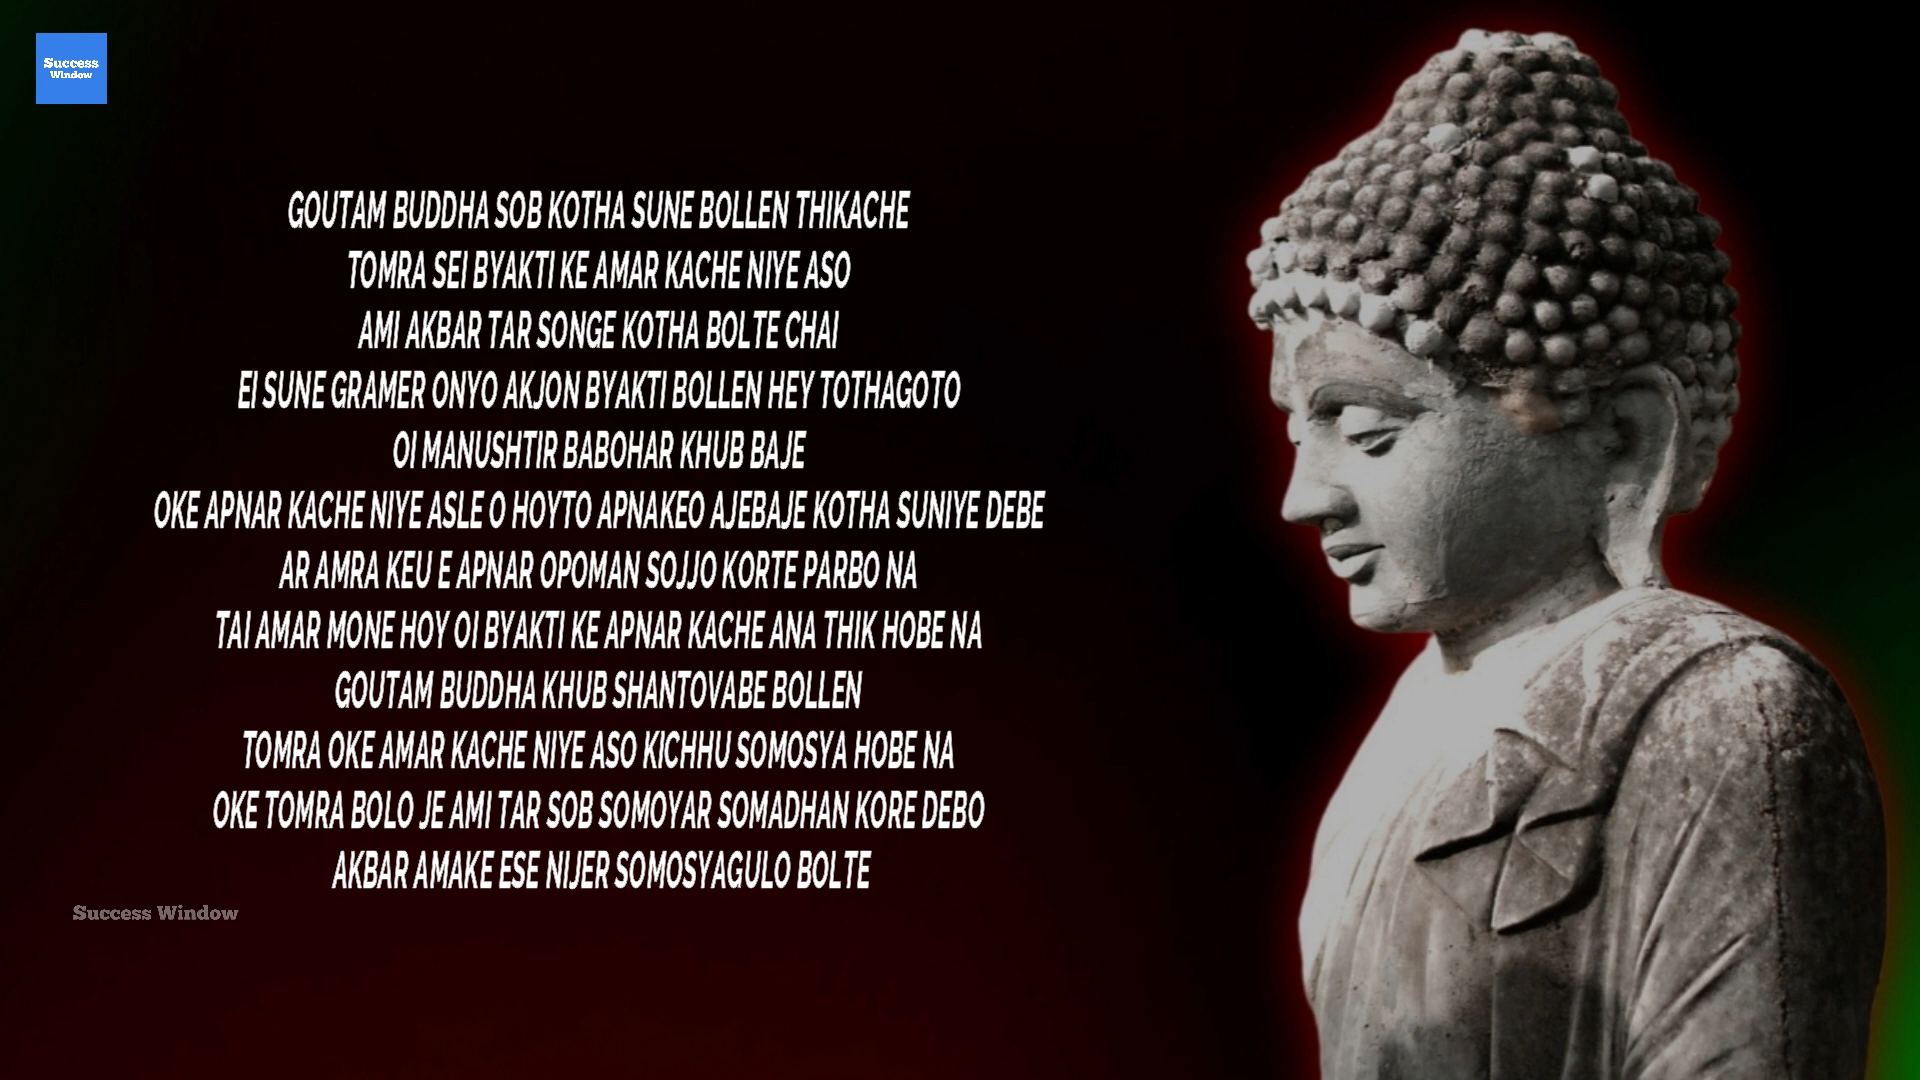 Success
Window
GOUTAM BUDDHA SOB KOTHA SUNE BOLLEN THIKACHE
TOMRA SEI BYAKTI KE AMAR KACHE NIYE ASO
AMI AKBAR TAR SONGE KOTHA BOLTE CHAI
EI SUNE GRAMER ONYO AKJON BYAKTI BOLLEN HEY TOTHAGOTO
OI MANUSHTIR BABOHAR KHUB BAJE
OKE APNAR KACHE NIYE ASLE O HOYTO APNAKEO AJEBAJE KOTHA SUNIYE DEBE
AR AMRA KEU E APNAR OPOMAN SOJJO KORTE PARBO NA
TAI AMAR MONE HOY OI BYAKTI KE APNAR KACHE ANA THIK HOBE NA
GOUTAM BUDDHA KHUB SHANTOVABE BOLLEN
TOMRA OKE AMAR KACHE NIYE ASO KICHHU SOMOSYA HOBE NA
OKE TOMRA BOLO JE AMI TAR SOB SOMOYAR SOMADHAN KORE DEBO
AKBAR AMAKE ESE NIJER SOMOSYAGULO BOLTE
Success Window